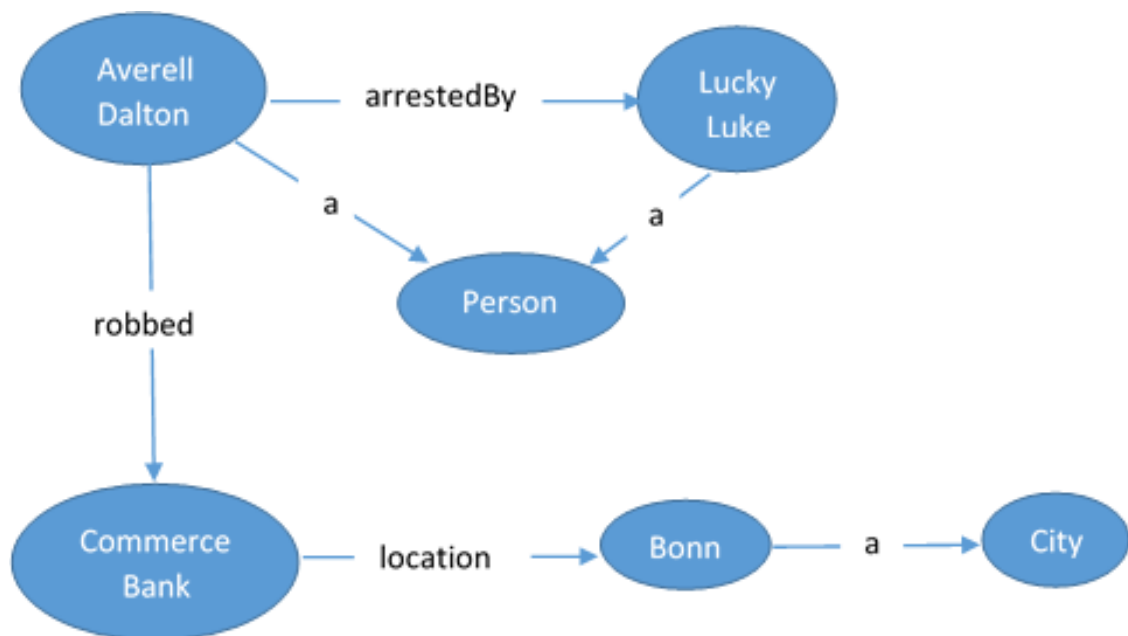 Averell
Dalton
arrestedBy
Lucky
Luke
a
a
Person
robbed
Commerce
Bank
location
Bonn
a
City